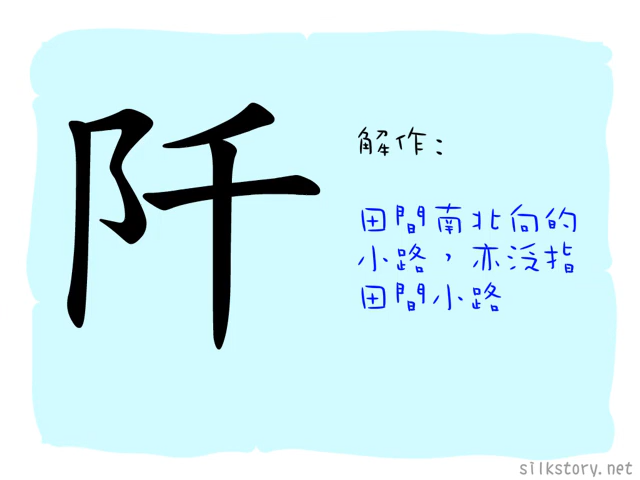 阡
解作：
田間南北向的
小路，亦泛指
田間小路
silkstory.net